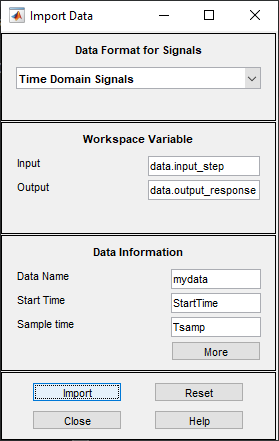 Import Data
Data Format for Signals
Time Domain Signals
Workspace Variable
Input data.input_step
Output data.output_response
Data Information
Data Name mydata
Start Time StartTime
Sample time Tsamp
More
Import Reset
Close Help